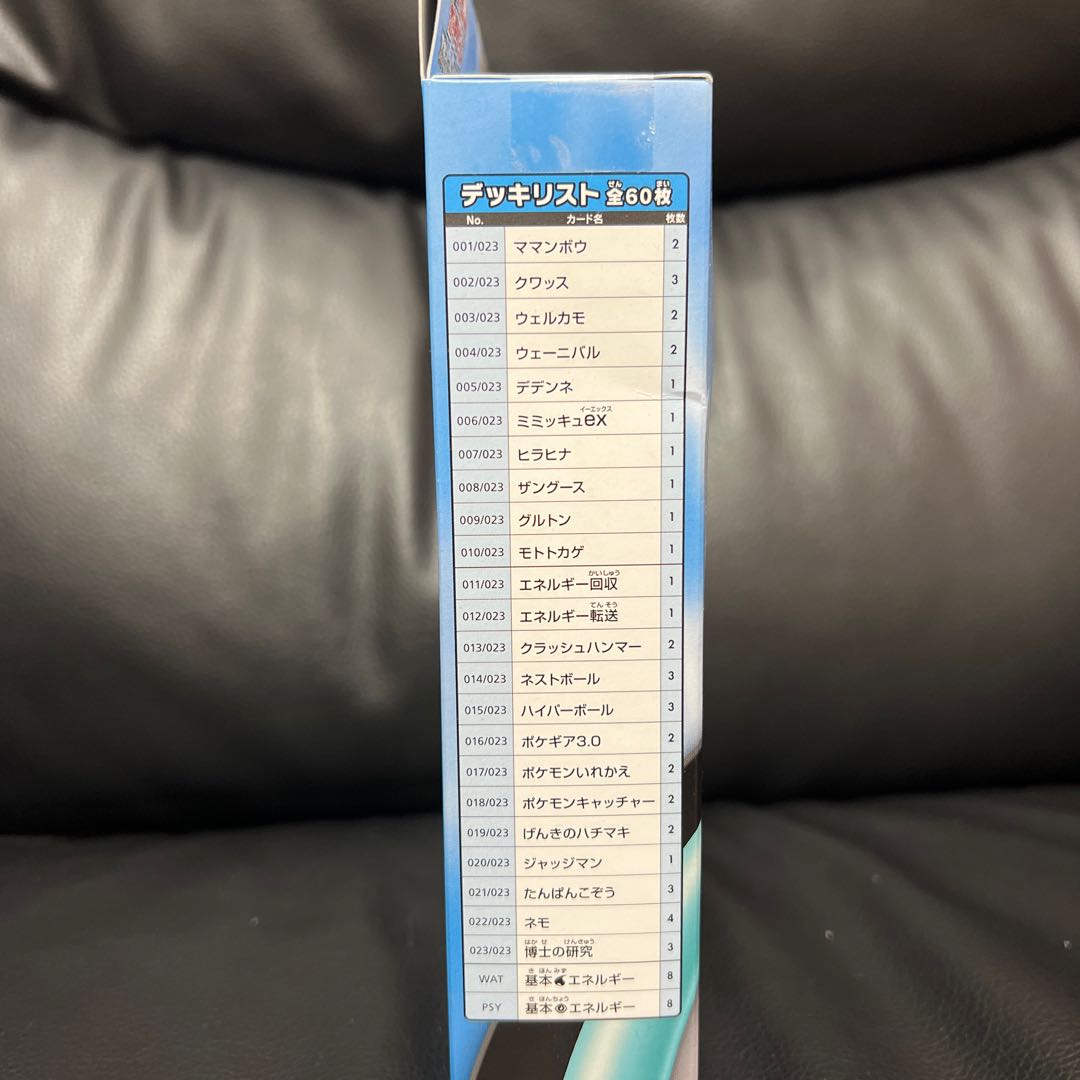 デッキリスト 全60枚
No. カード名 枚数
001/023 ママンボウ 2
002/023 クワッス 3
003/023 ウェルカモ 2
004/023 ウェーニバル 2
005/023 デデンネ 1
006/023 ミミッキュex 1
007/023 ヒラヒナ 1
008/023 ザングース 1
009/023 グルトン 1
010/023 モトトカゲ 1
011/023 エネルギー回収 1
012/023 エネルギー転送 1
013/023 クラッシュハンマー 2
014/023 ネストボール 3
015/023 ハイパーボール 3
016/023 ポケギア3.0 2
017/023 ポケモンいれかえ 2
018/023 ポケモンキャッチャー 2
019/023 げんきのハチマキ 2
020/023 ジャッジマン 1
021/023 たんぱんこぞう 3
022/023 ネモ 4
023/023 博士の研究 3
WAT 基本エネルギー 8
PSY 基本エネルギー 8